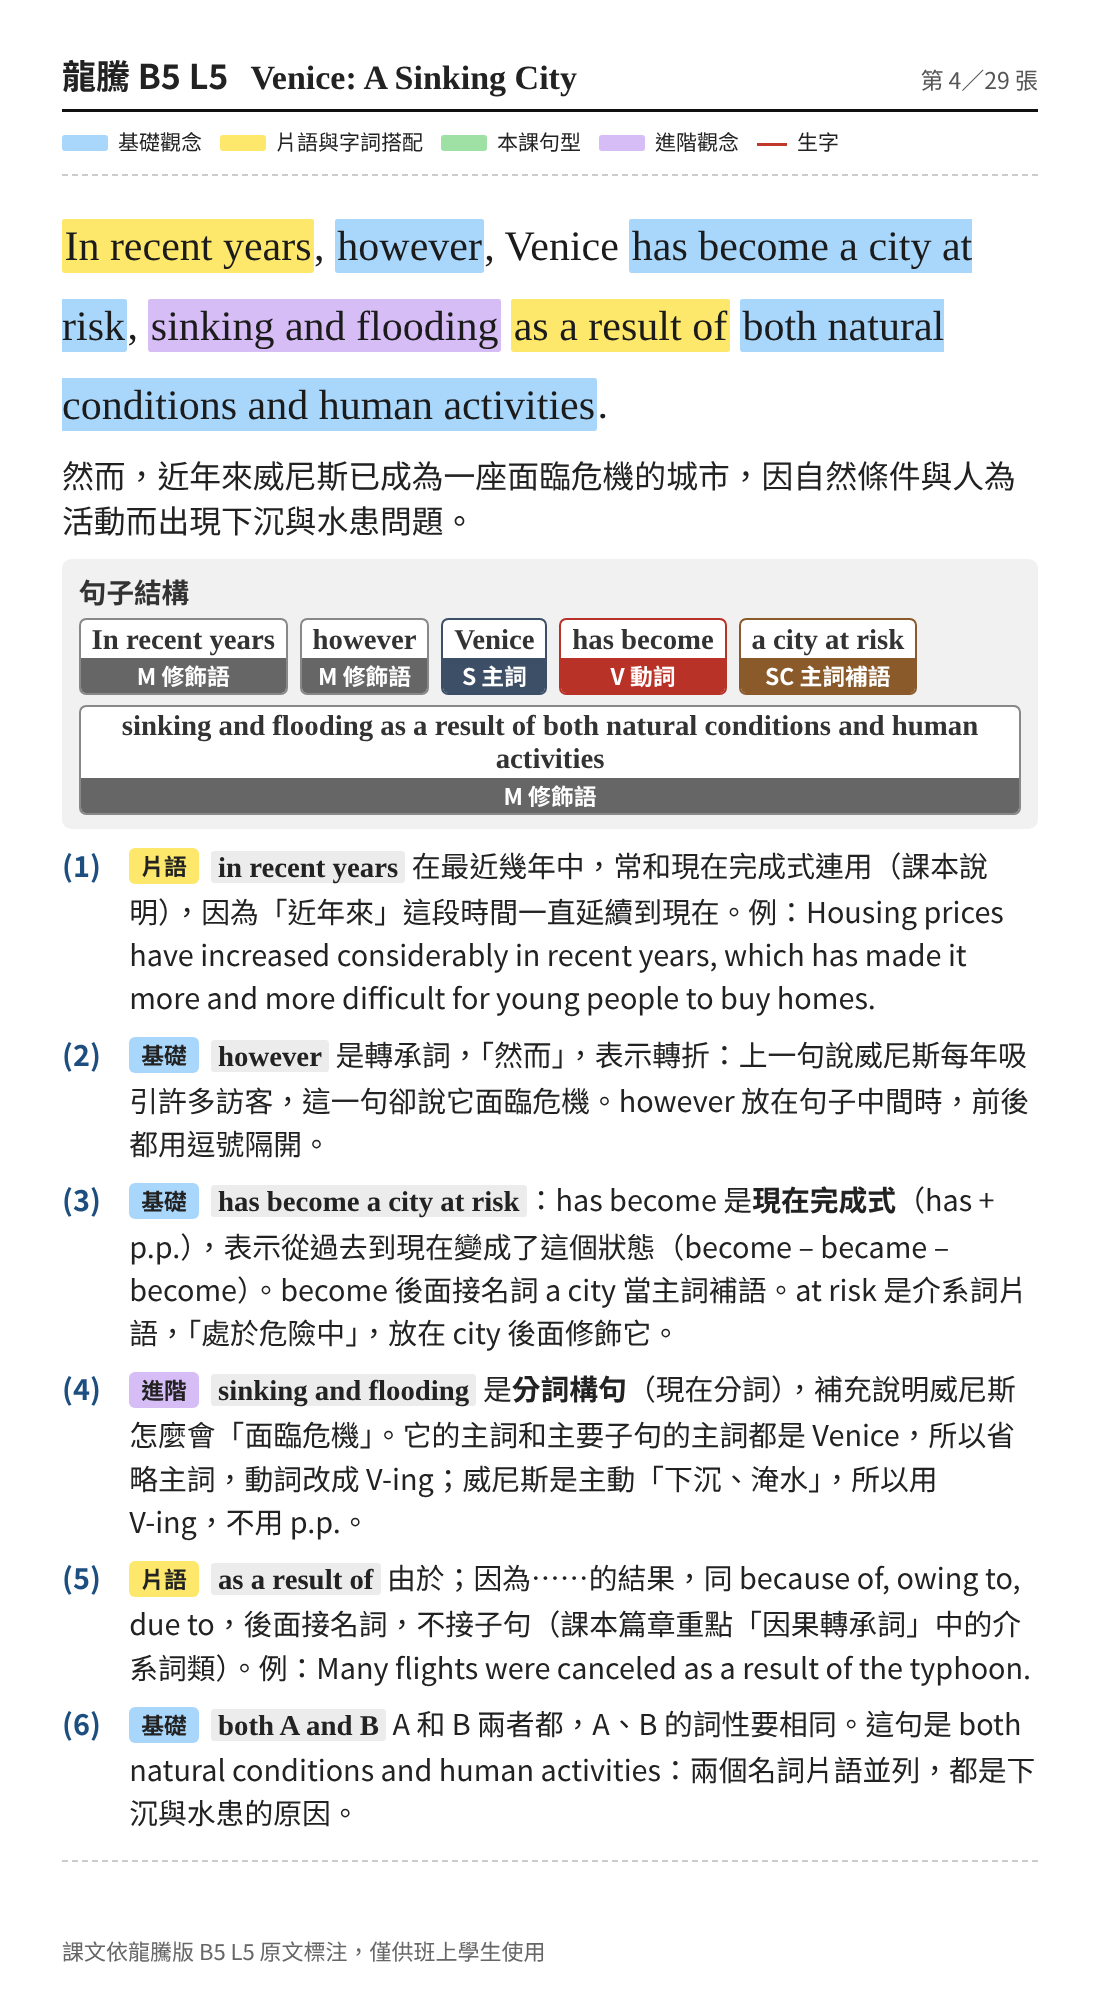 龍騰 B5 L5 Venice: A Sinking City 第 4／29 張
基礎觀念 片語與字詞搭配 本課句型 進階觀念 生字
In recent years, however, Venice has become a city at
risk, sinking and flooding as a result of both natural
conditions and human activities.
然而，近年來威尼斯已成為一座面臨危機的城市，因自然條件與人為
活動而出現下沉與水患問題。
句子結構
In recent years however Venice has become a city at risk
M 修飾語 M 修飾語 S 主詞 V 動詞 SC 主詞補語
sinking and flooding as a result of both natural conditions and human
activities
M 修飾語
(1) 片語 in recent years 在最近幾年中，常和現在完成式連用（課本說
明），因為「近年來」這段時間一直延續到現在。例：Housing prices
have increased considerably in recent years, which has made it
more and more difficult for young people to buy homes.
(2) 基礎 however 是轉承詞，「然而」，表示轉折：上一句說威尼斯每年吸
引許多訪客，這一句卻說它面臨危機。however 放在句子中間時，前後
都用逗號隔開。
(3) 基礎 has become a city at risk：has become 是現在完成式（has +
p.p.），表示從過去到現在變成了這個狀態（become – became –
become）。become 後面接名詞 a city 當主詞補語。at risk 是介系詞片
語，「處於危險中」，放在 city 後面修飾它。
(4) 進階 sinking and flooding 是分詞構句（現在分詞），補充說明威尼斯
怎麼會「面臨危機」。它的主詞和主要子句的主詞都是 Venice，所以省
略主詞，動詞改成 V-ing；威尼斯是主動「下沉、淹水」，所以用
V-ing，不用 p.p.。
(5) 片語 as a result of 由於；因為……的結果，同 because of, owing to,
due to，後面接名詞，不接子句（課本篇章重點「因果轉承詞」中的介
系詞類）。例：Many flights were canceled as a result of the typhoon.
(6) 基礎 both A and B A 和 B 兩者都，A、B 的詞性要相同。這句是 both
natural conditions and human activities：兩個名詞片語並列，都是下
沉與水患的原因。
課文依龍騰版 B5 L5 原文標注，僅供班上學生使用